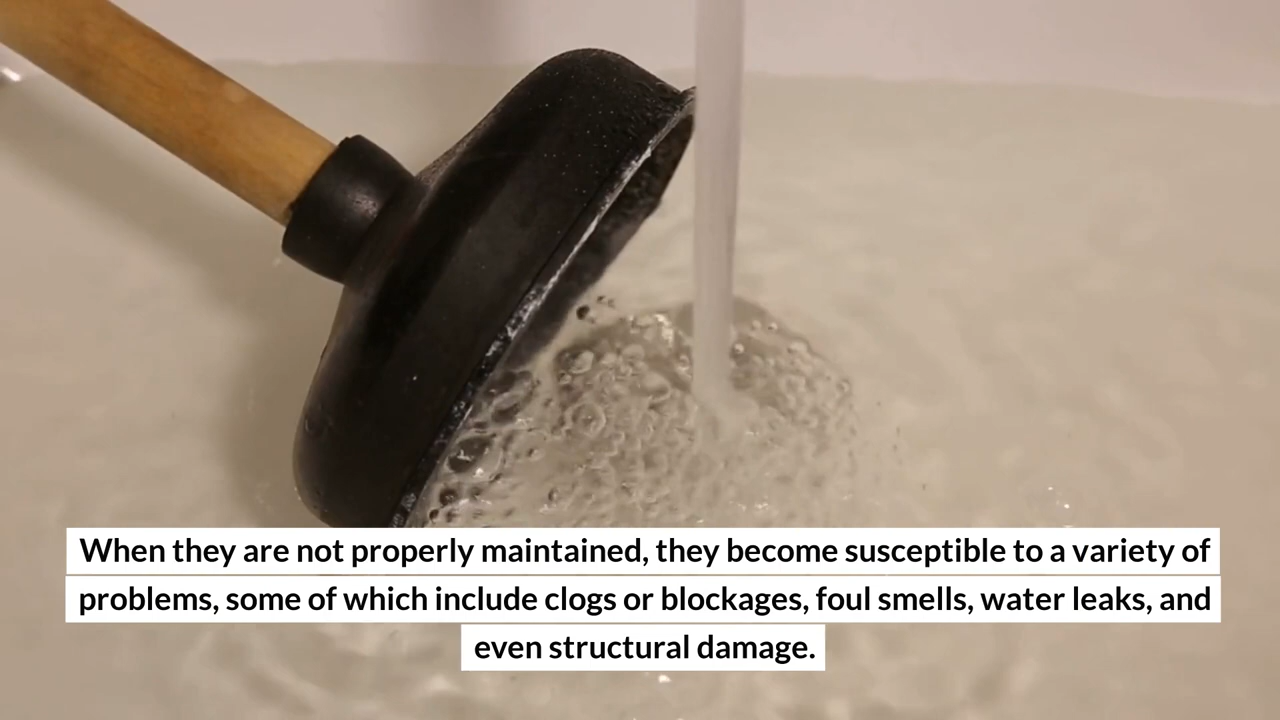 When they are not properly maintained, they become susceptible to a variety of
problems, some of which include clogs or blockages, foul smells, water leaks, and
even structural damage.